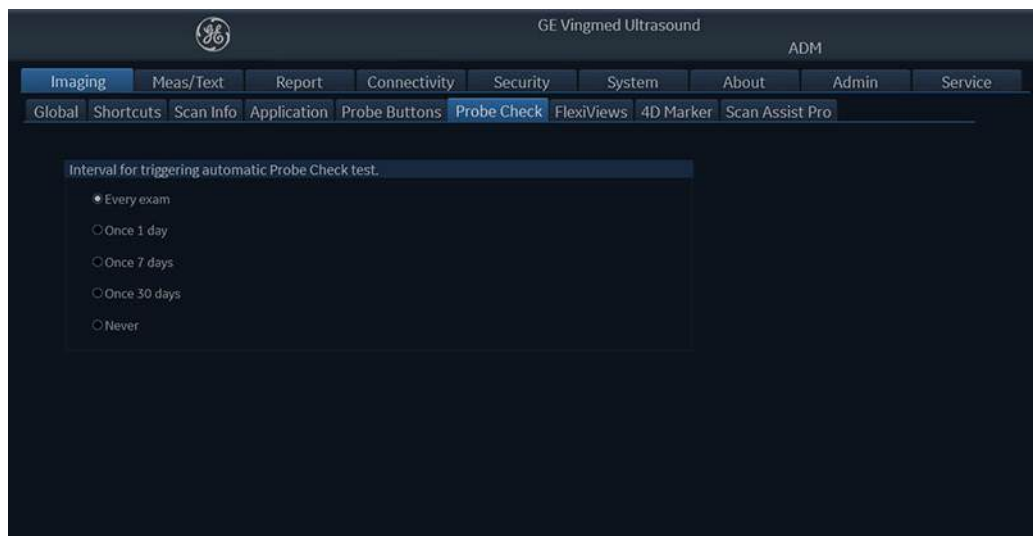 GE Vingmed Ultrasound
ADM
Imaging Meas/Text Report Connectivity Security System About Admin Service
Global Shortcuts Scan Info Application Probe Buttons Probe Check FlexiViews 4D Marker Scan Assist Pro
Interval for triggering automatic Probe Check test.
Every exam
Once 1 day
Once 7 days
Once 30 days
Never